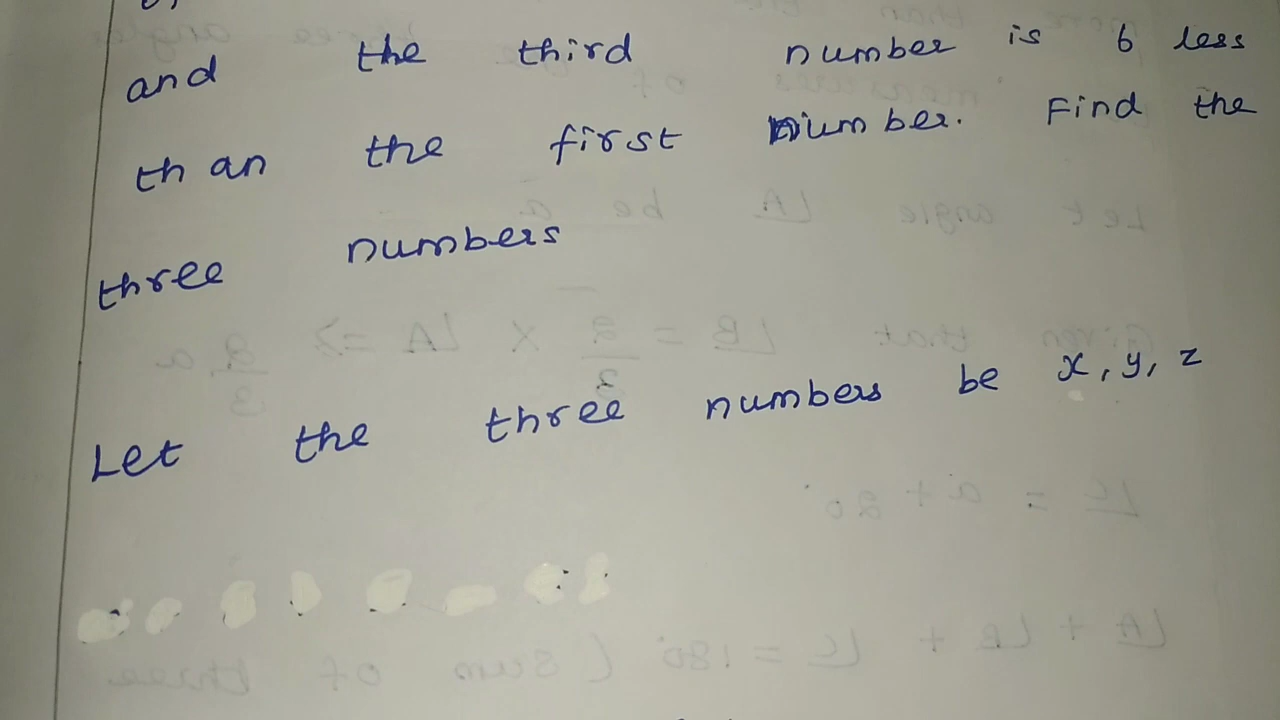 and the third number is 6 less
than the first number. Find the
three numbers
Let the three numbers be x, y, z